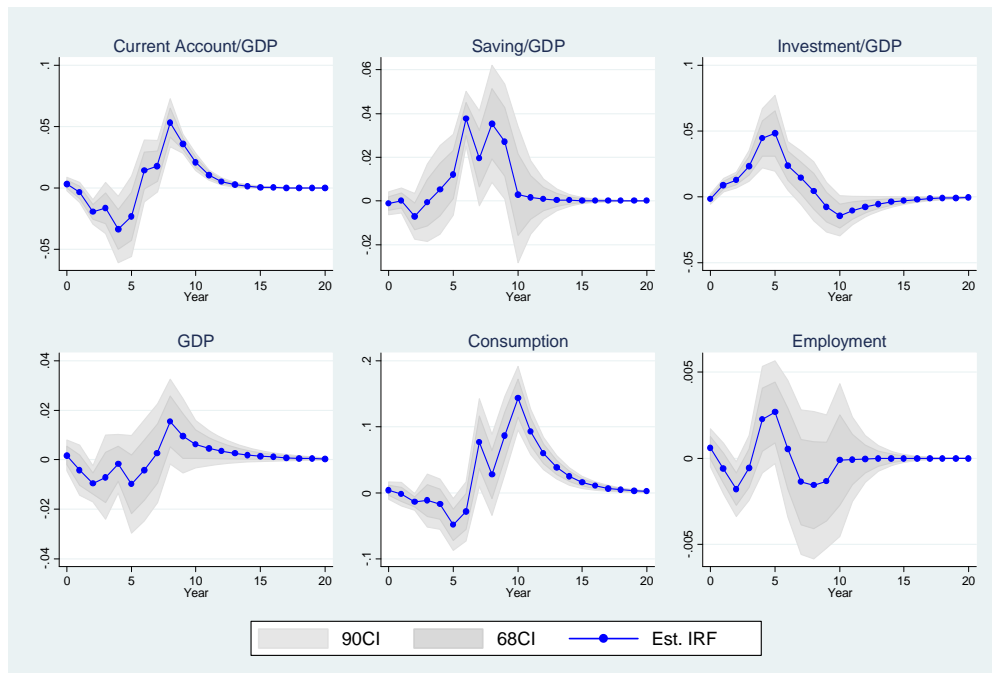 Current Account/GDP
.1
.05
0
-.05
0 5 10 15 20
Year
Saving/GDP
.06
.04
.02
0
-.02
0 5 10 15 20
Year
Investment/GDP
.1
.05
0
-.05
0 5 10 15 20
Year
GDP
.04
.02
0
-.02
-.04
0 5 10 15 20
Year
Consumption
.2
.1
0
-.1
0 5 10 15 20
Year
Employment
.005
0
-.005
0 5 10 15 20
Year
90CI 68CI Est. IRF